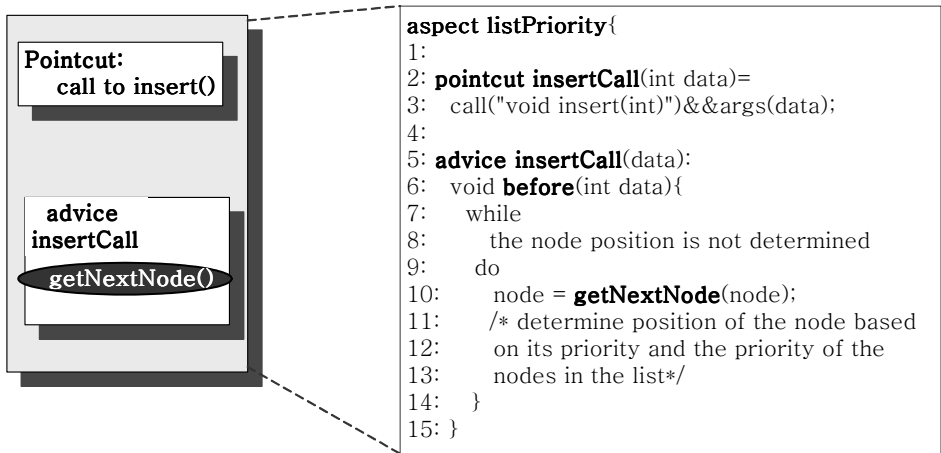 Pointcut:
call to insert()
advice
insertCall
getNextNode()
aspect listPriority{
1:
2: pointcut insertCall(int data)=
3: call("void insert(int)")&&args(data);
4:
5: advice insertCall(data):
6: void before(int data){
7: while
8: the node position is not determined
9: do
10: node = getNextNode(node);
11: /* determine position of the node based
12: on its priority and the priority of the
13: nodes in the list*/
14: }
15: }